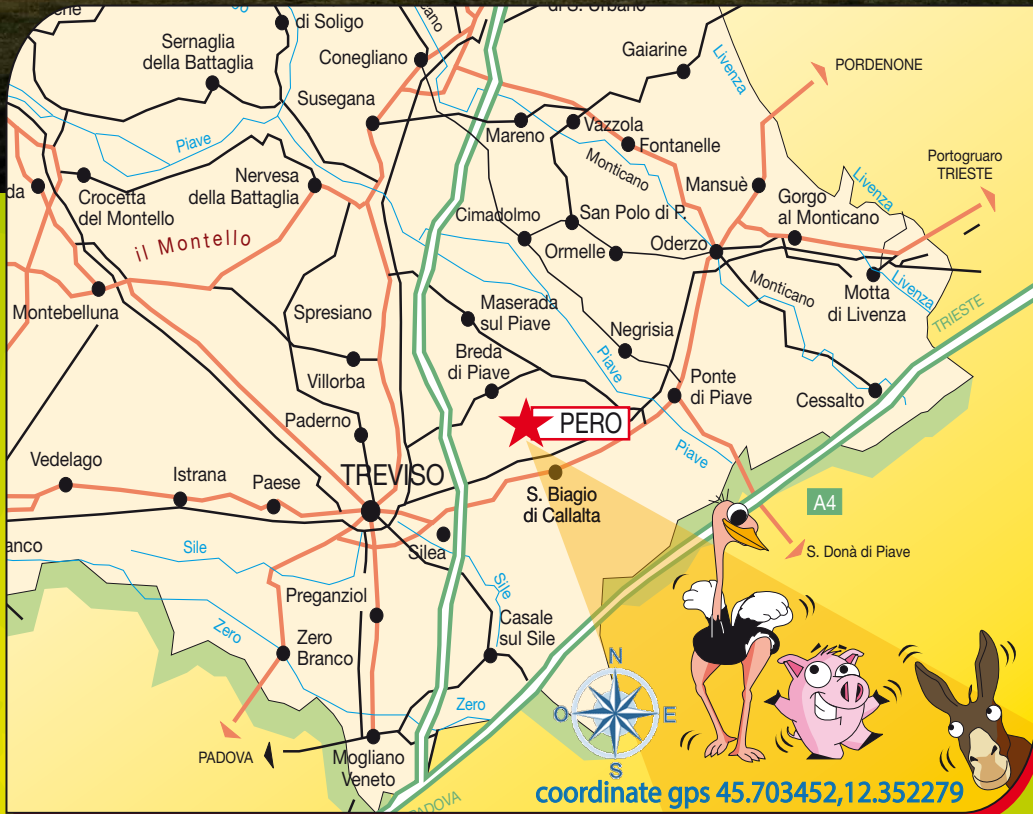 di Soligo
di S. Urbano
Sernaglia
della Battaglia
Conegliano
Gaiarine
Livenza
PORDENONE
Susegana
Piave
Mareno
Vazzola
Fontanelle
Monticano
Portogruaro
TRIESTE
Crocetta
del Montello
Nervesa
della Battaglia
Mansuè
Livenza
Gorgo
al Monticano
il Montello
Cimadolmo
San Polo di P.
Ormelle
Oderzo
Monticano
Motta
di Livenza
Livenza
TRIESTE
Montebelluna
Spresiano
Maserada
sul Piave
Negrisia
Villorba
Breda
di Piave
Piave
Ponte
di Piave
Cessalto
Paderno
PERO
Piave
Vedelago
Istrana
Paese
TREVISO
S. Biagio
di Callalta
A4
anco
Sile
Silea
S. Donà di Piave
Sile
Preganziol
Casale
sul Sile
Zero
Zero
Branco
N
O
E
S
Zero
PADOVA
Mogliano
Veneto
PADOVA
coordinate gps 45.703452,12.352279